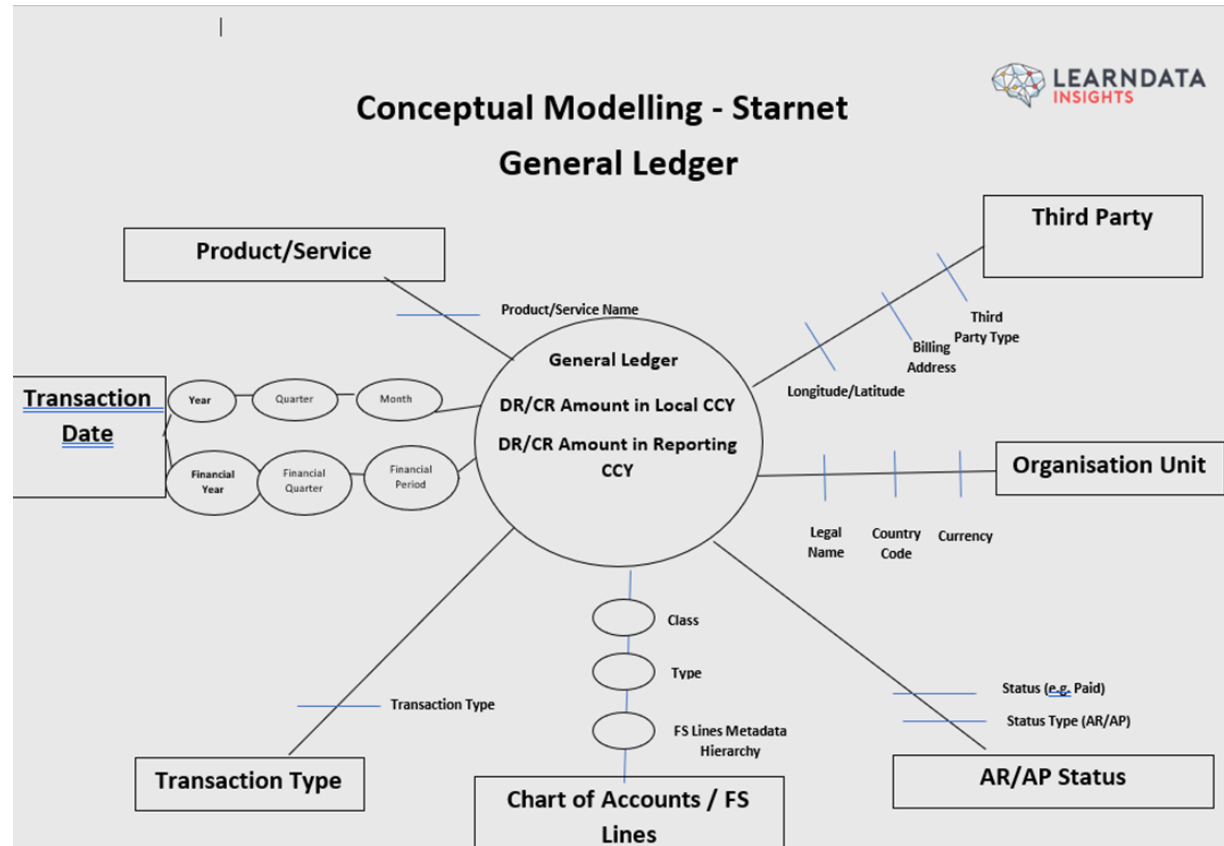 LEARNDATA
INSIGHTS
Conceptual Modelling - Starnet
General Ledger
Third Party
Product/Service
Product/Service Name
Third
Party Type
Billing
Address
Longitude/Latitude
General Ledger
DR/CR Amount in Local CCY
DR/CR Amount in Reporting
CCY
Transaction
Date
Year
Quarter
Month
Financial
Year
Financial
Quarter
Financial
Period
Organisation Unit
Legal
Name
Country
Code
Currency
Class
Type
FS Lines Metadata
Hierarchy
Transaction Type
Status (e.g. Paid)
Status Type (AR/AP)
Transaction Type
AR/AP Status
Chart of Accounts / FS
Lines